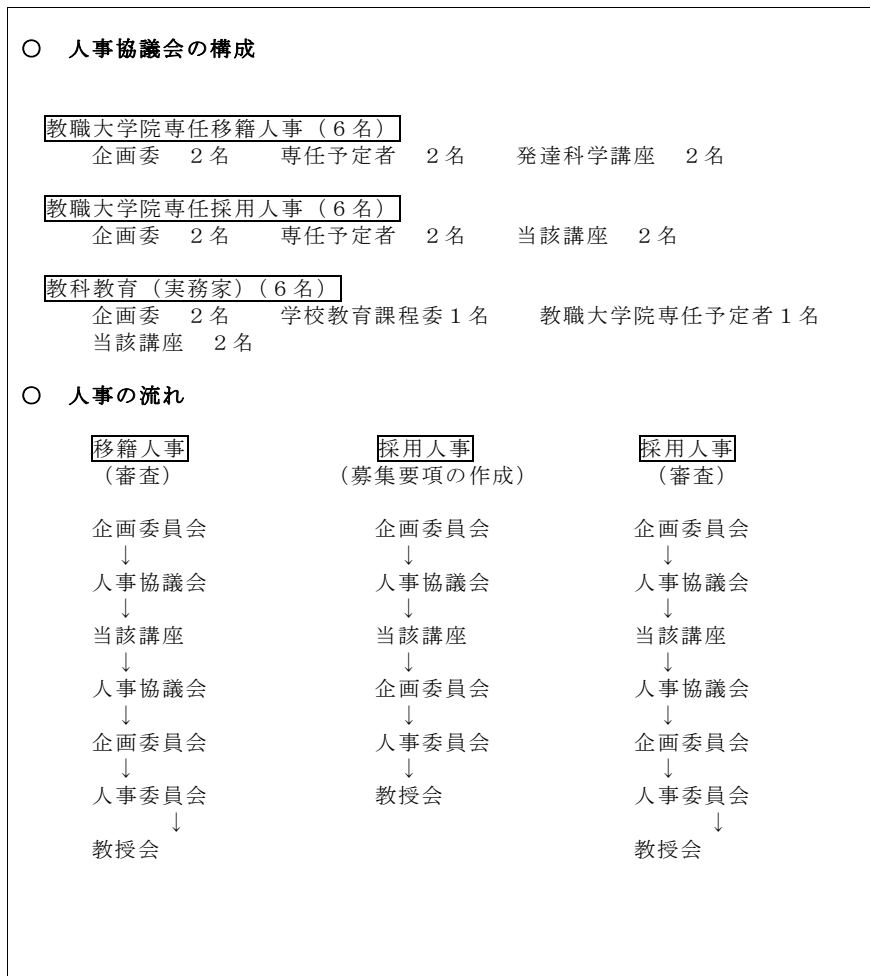 ○ 人事協議会の構成
教職大学院専任移籍人事（６名）
企画委 ２名 専任予定者 ２名 発達科学講座 ２名
教職大学院専任採用人事（６名）
企画委 ２名 専任予定者 ２名 当該講座 ２名
教科教育（実務家）（６名）
企画委 ２名 学校教育課程委１名 教職大学院専任予定者１名
当該講座 ２名
○ 人事の流れ
移籍人事 採用人事 採用人事
（審査） （募集要項の作成） （審査）
企画委員会 企画委員会 企画委員会
↓ ↓ ↓
人事協議会 人事協議会 人事協議会
↓ ↓ ↓
当該講座 当該講座 当該講座
↓ ↓ ↓
人事協議会 企画委員会 人事協議会
↓ ↓ ↓
企画委員会 人事委員会 企画委員会
↓ ↓ ↓
人事委員会 教授会 人事委員会
↓ ↓
教授会 教授会